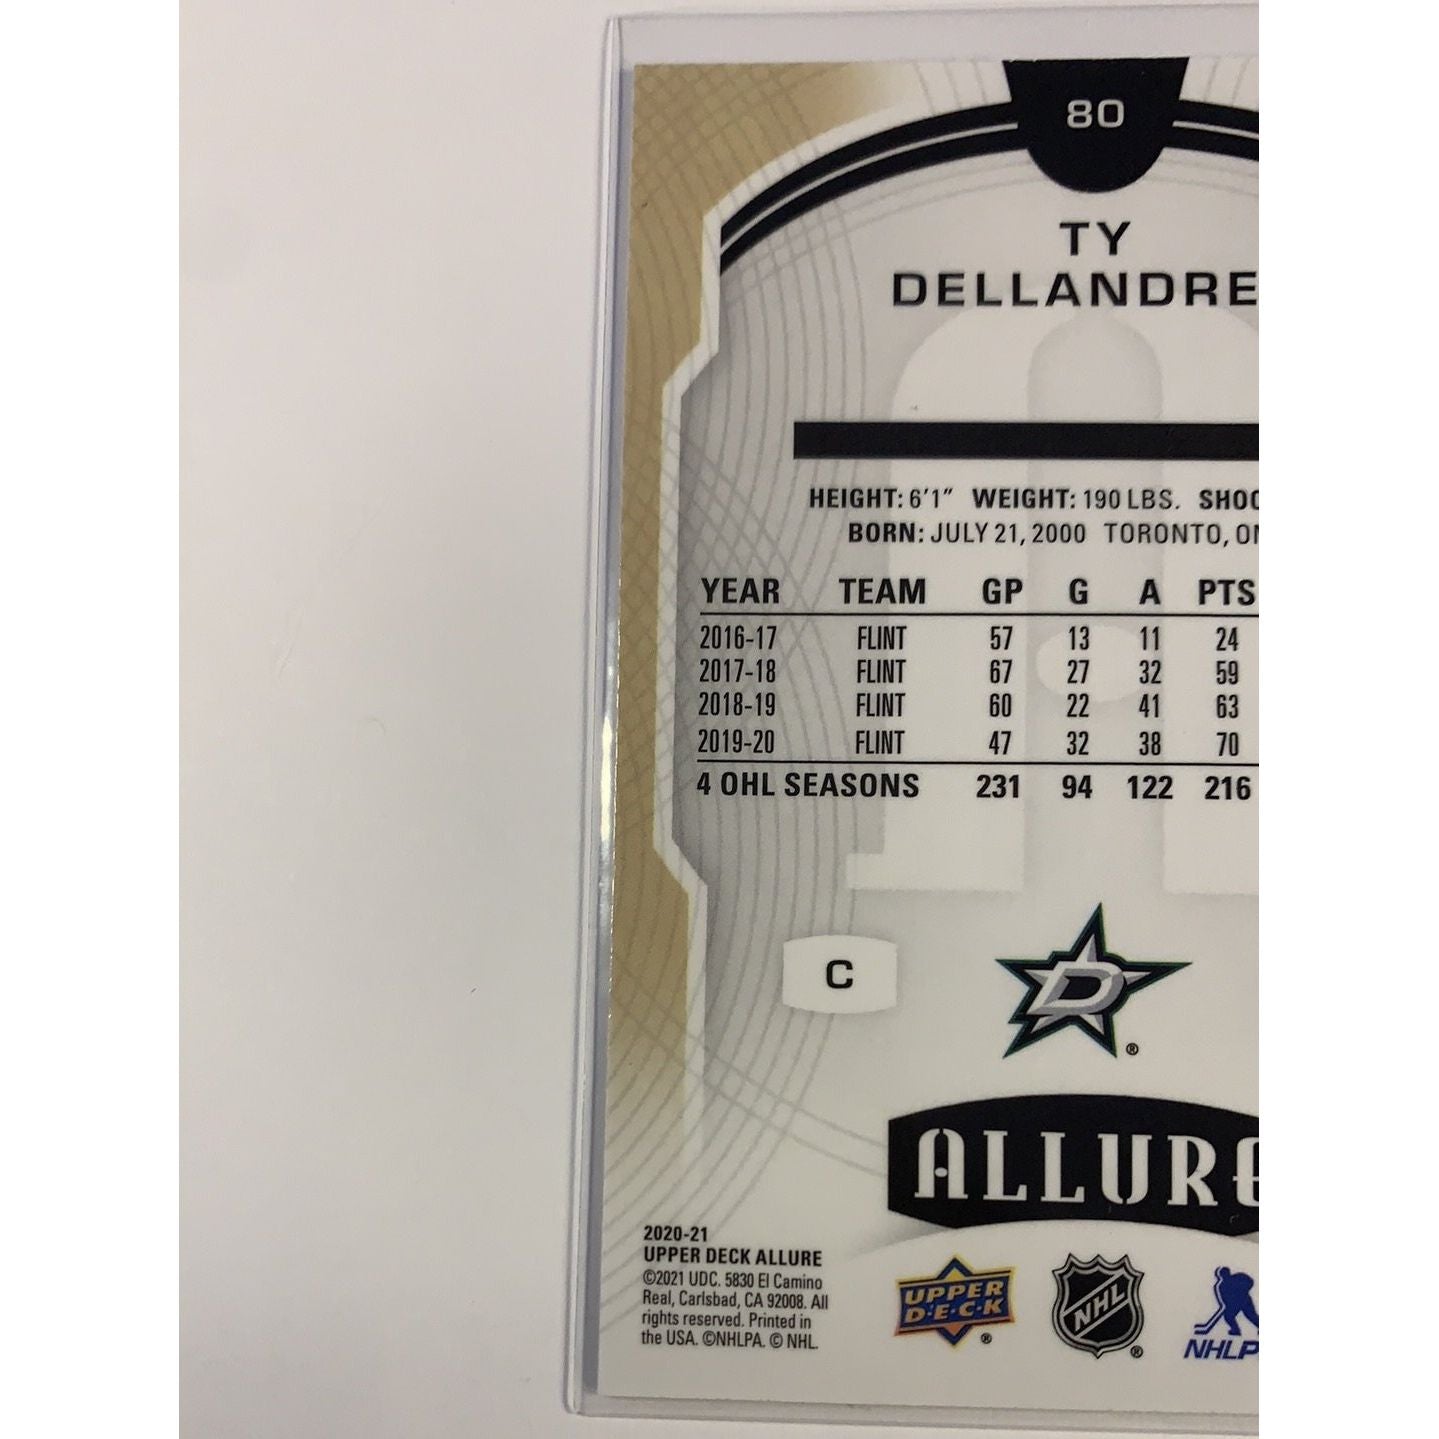 80
TY
DELLANDRE
HEIGHT: 6'1" WEIGHT: 190 LBS.
BORN: JULY 21, 2000 TORONTO,
YEAR TEAM GP G A PTS
2016-17 FLINT 57 13 11 24
2017-18 FLINT 67 27 32 59
2018-19 FLINT 60 22 41 63
2019-20 FLINT 47 32 38 70
4 OHL SEASONS 231 94 122 216
C
D ®
ALLURE
2020-21
UPPER DECK ALLURE
©2021 UDC. 5830 El Camino
Real, Carlsbad, CA 92008. All
rights reserved. Printed in
the USA. ©NHLPA. © NHL.
UPPER
D·E·C·K ®
NHL ®
NHLP